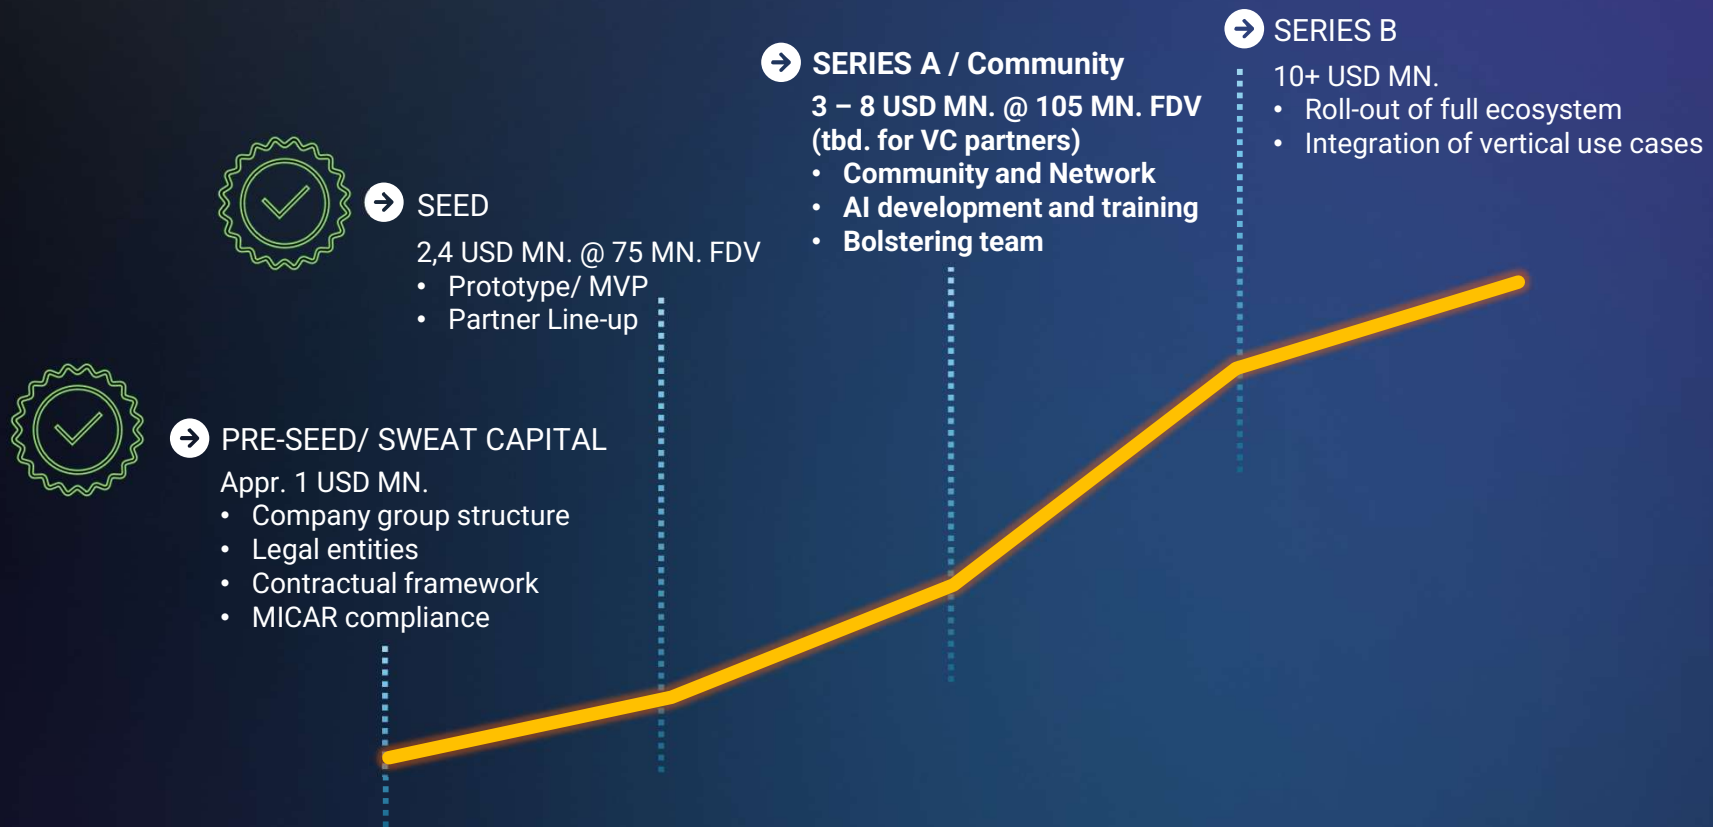 PRE-SEED/ SWEAT CAPITAL
Appr. 1 USD MN.
• Company group structure
• Legal entities
• Contractual framework
• MICAR compliance
SEED
2,4 USD MN. @ 75 MN. FDV
• Prototype/ MVP
• Partner Line-up
SERIES A / Community
3 – 8 USD MN. @ 105 MN. FDV
(tbd. for VC partners)
• Community and Network
• AI development and training
• Bolstering team
SERIES B
10+ USD MN.
• Roll-out of full ecosystem
• Integration of vertical use cases